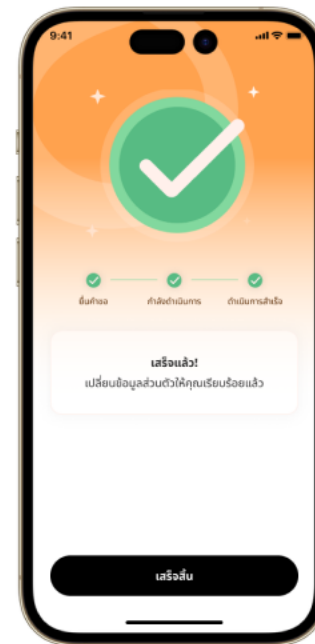 9:41
ยื่นคำขอ กำลังดำเนินการ ดำเนินการสำเร็จ
เสร็จแล้ว!
เปลี่ยนข้อมูลส่วนตัวให้คุณเรียบร้อยแล้ว
เสร็จสิ้น